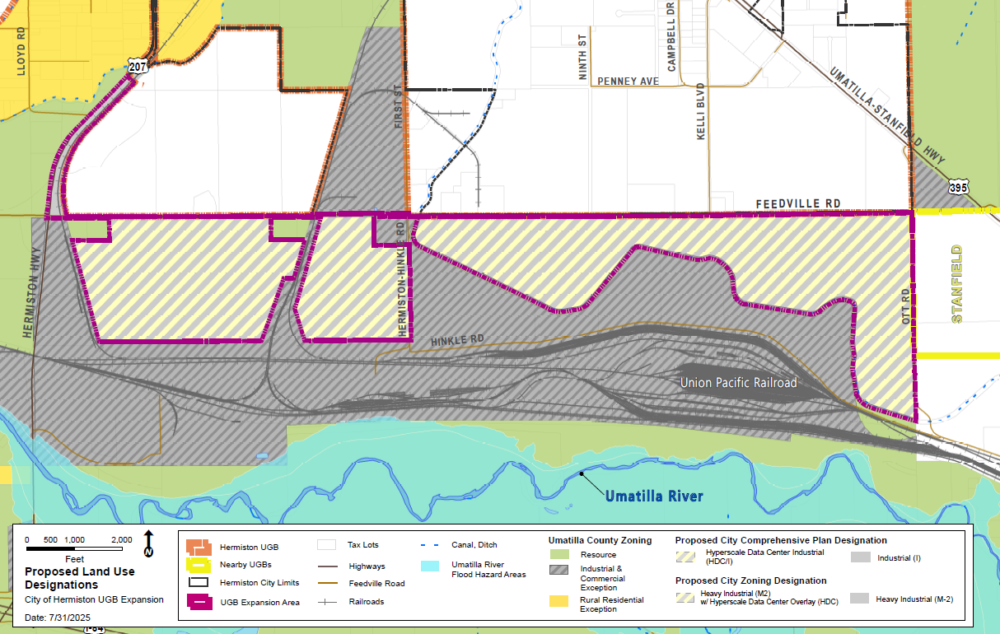 LLOYD RD
207
FIRST ST
NINTH ST
CAMPBELL DR
PENNEY AVE
KELLI BLVD
UMATILLA-STANFIELD HWY
395
FEEDVILLE RD
HERMISTON HWY
HERMISTON-HINKLE RD
HINKLE RD
OTT RD
STANFIELD
Union Pacific Railroad
Umatilla River
0 500 1,000 2,000
Feet
N
Proposed Land Use
Designations
City of Hermiston UGB Expansion
Date: 7/31/2025
I-84
Hermiston UGB
Nearby UGBs
Hermiston City Limits
UGB Expansion Area
Tax Lots
Highways
Feedville Road
Railroads
Canal, Ditch
Umatilla River
Flood Hazard Areas
Umatilla County Zoning
Resource
Industrial &
Commercial
Exception
Rural Residential
Exception
Proposed City Comprehensive Plan Designation
Hyperscale Data Center Industrial
(HDC/I)
Industrial (I)
Proposed City Zoning Designation
Heavy Industrial (M2)
w/ Hyperscale Data Center Overlay (HDC)
Heavy Industrial (M-2)